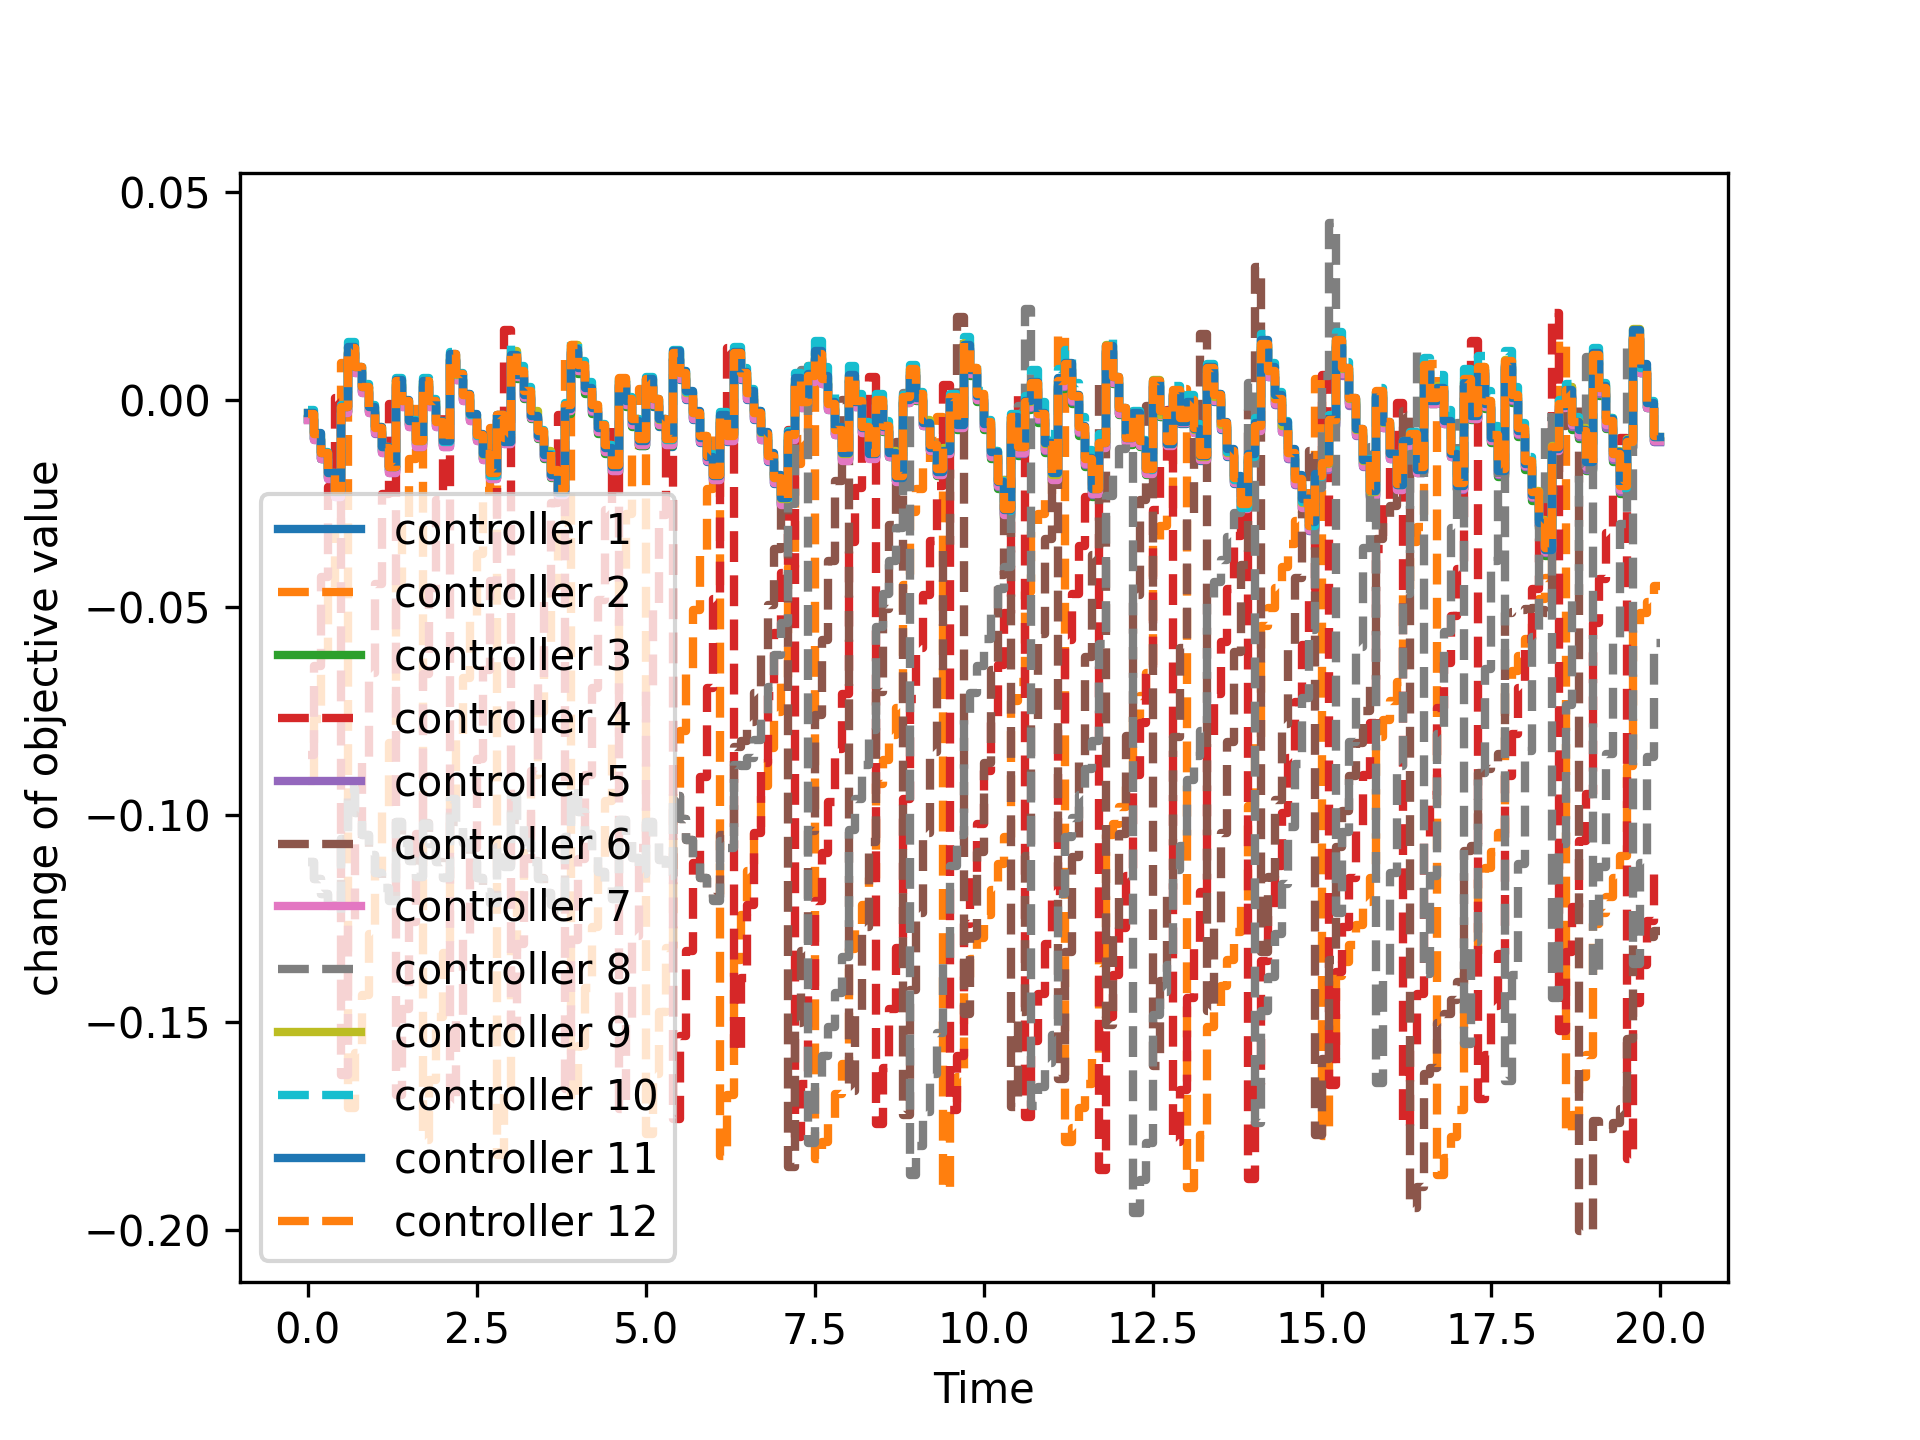 0.05
0.00
−0.05
−0.10
−0.15
−0.20
change of objective value
controller 1
controller 2
controller 3
controller 4
controller 5
controller 6
controller 7
controller 8
controller 9
controller 10
controller 11
controller 12
0.0 2.5 5.0 7.5 10.0 12.5 15.0 17.5 20.0
Time